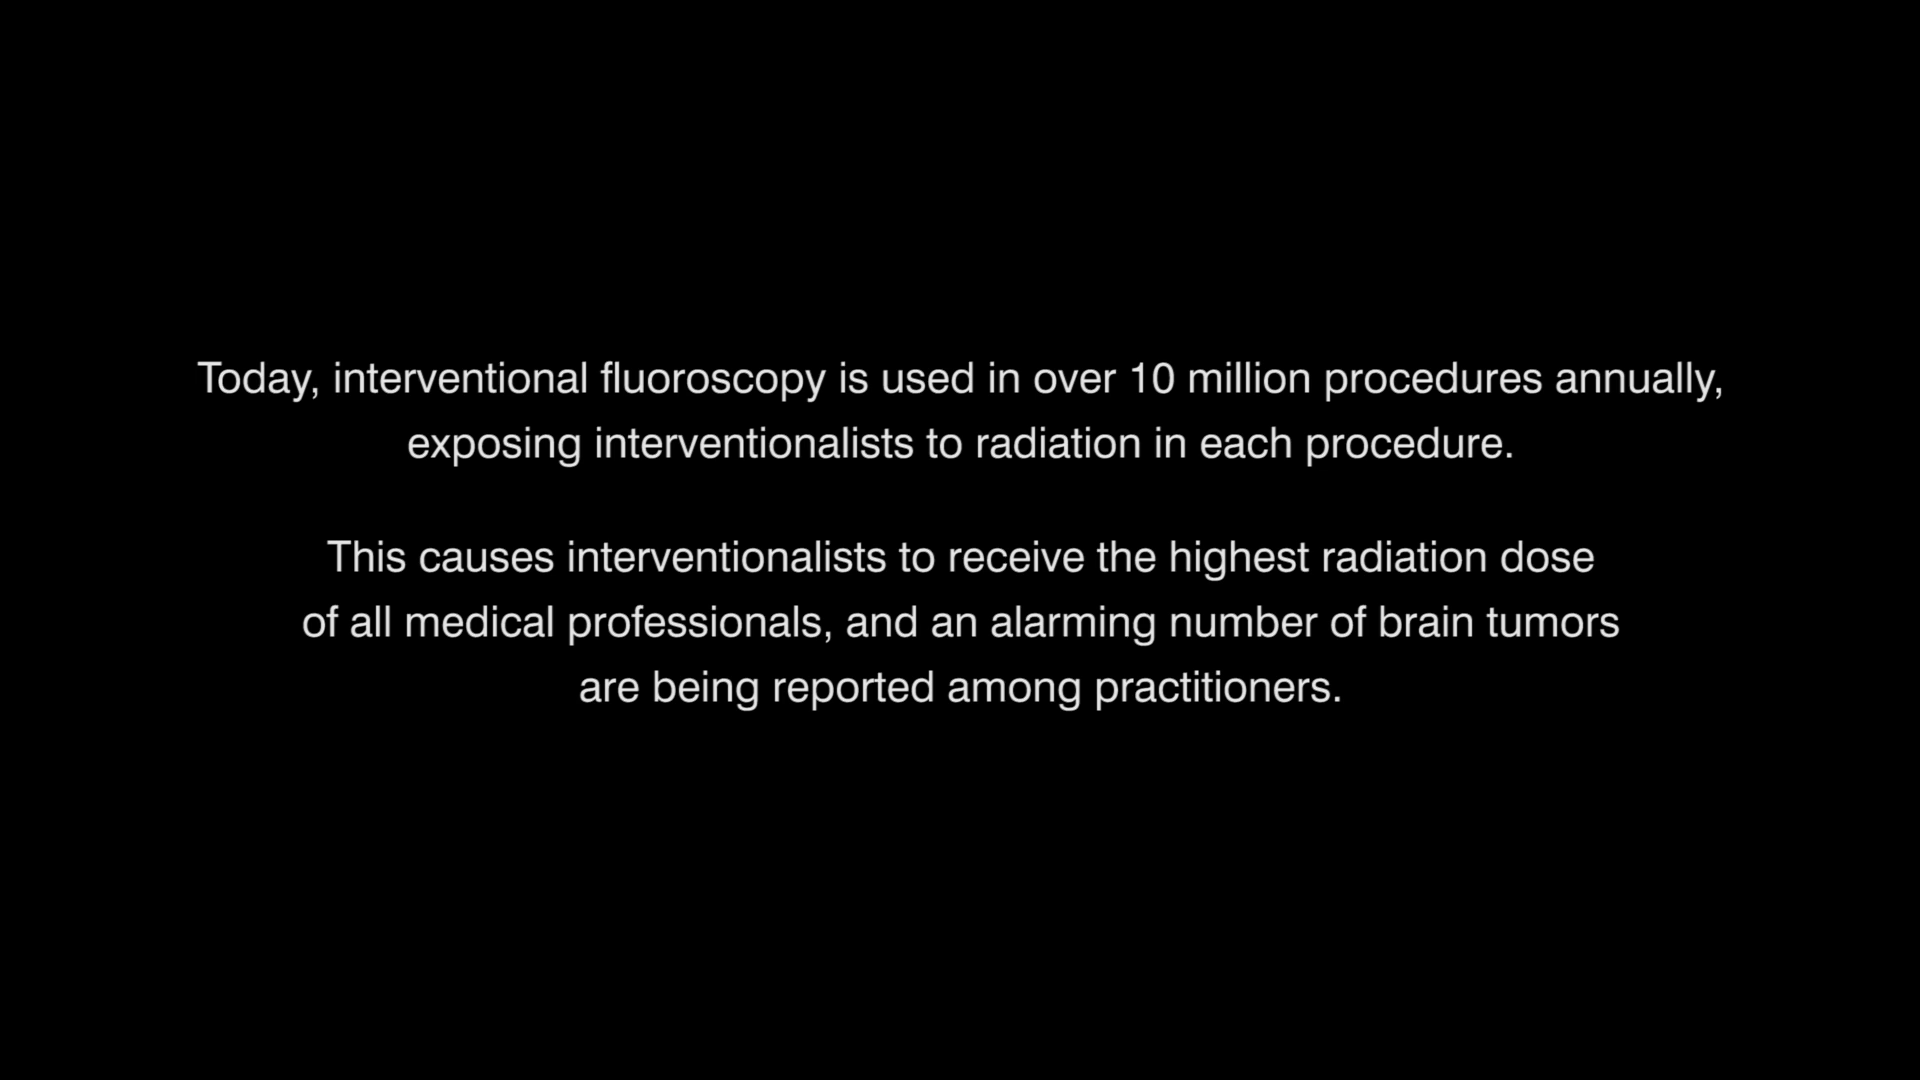 Today, interventional fluoroscopy is used in over 10 million procedures annually,
exposing interventionalists to radiation in each procedure.
This causes interventionalists to receive the highest radiation dose
of all medical professionals, and an alarming number of brain tumors
are being reported among practitioners.